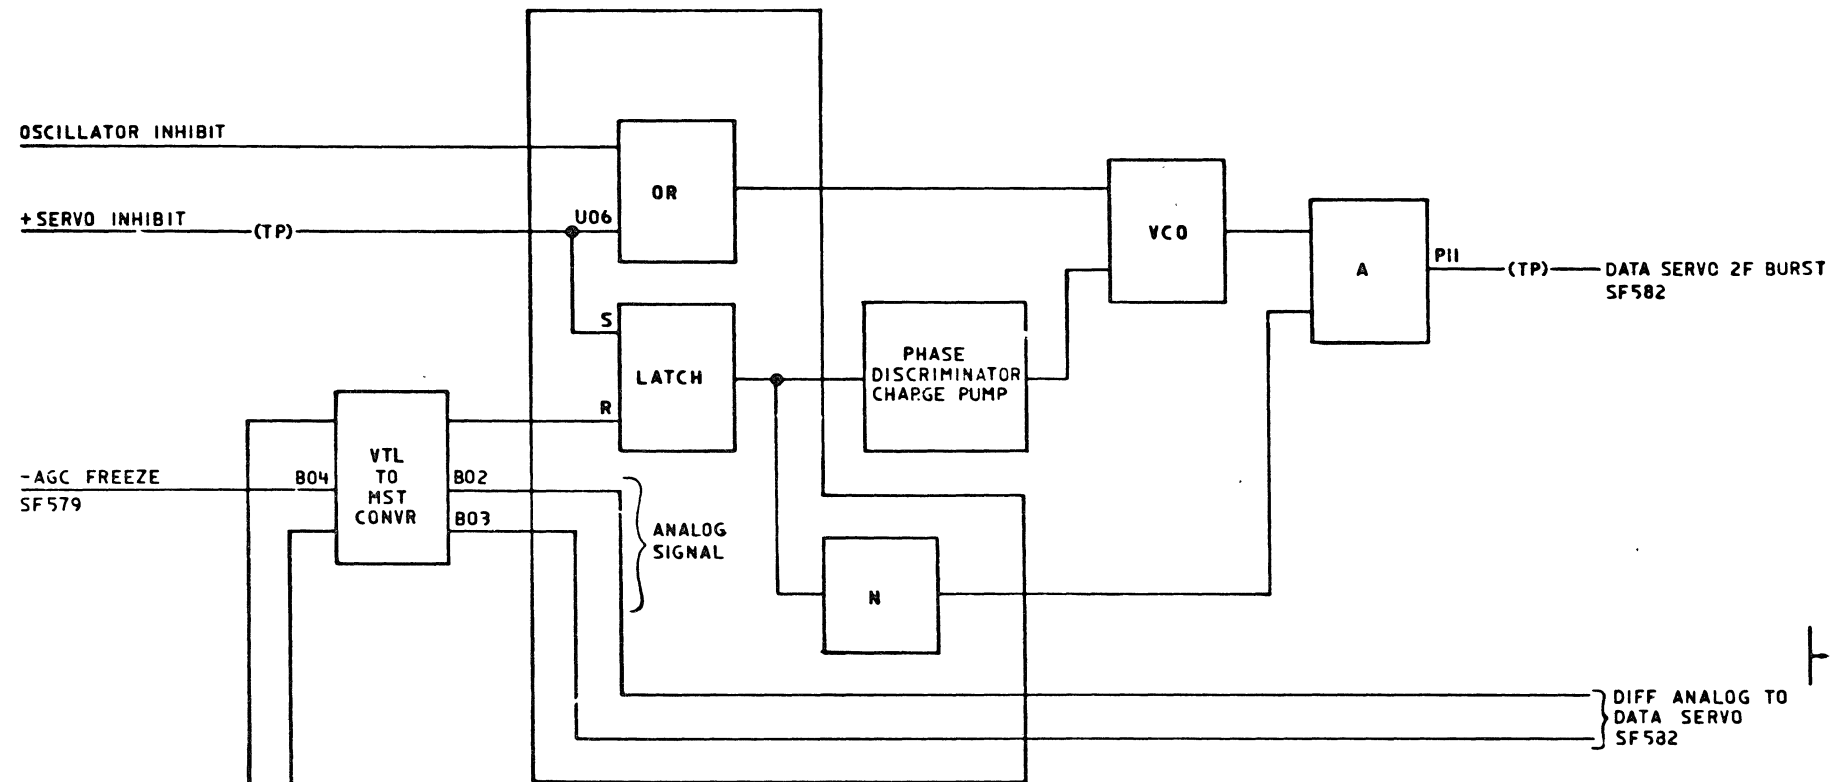 OSCILLATOR INHIBIT
+SERVO INHIBIT
(TP)
U06
OR
VCO
A
P11
(TP)
DATA SERVO 2F BURST
SF582
S
LATCH
R
PHASE
DISCRIMINATOR
CHARGE PUMP
-AGC FREEZE
SF579
B04
VTL
TO
MST
CONVR
B02
B03
ANALOG
SIGNAL
N
DIFF ANALOG TO
DATA SERVO
SF582